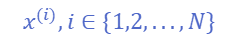 x^{(i)}, i ∈ {1,2, . . . , N}